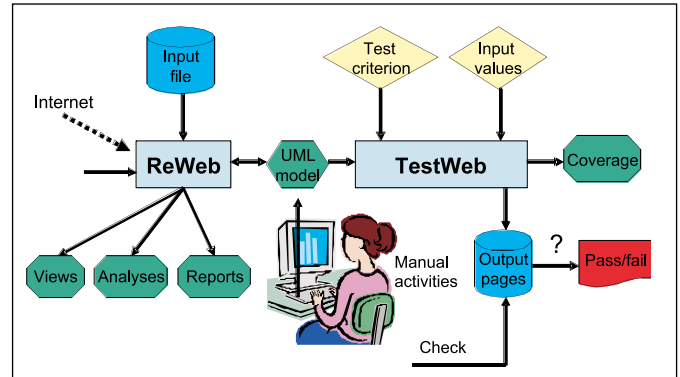 Input
file
Test
criterion
Input
values
Internet
ReWeb
UML
model
TestWeb
Coverage
Views
Analyses
Reports
Manual
activities
Output
pages
?
Pass/fail
Check